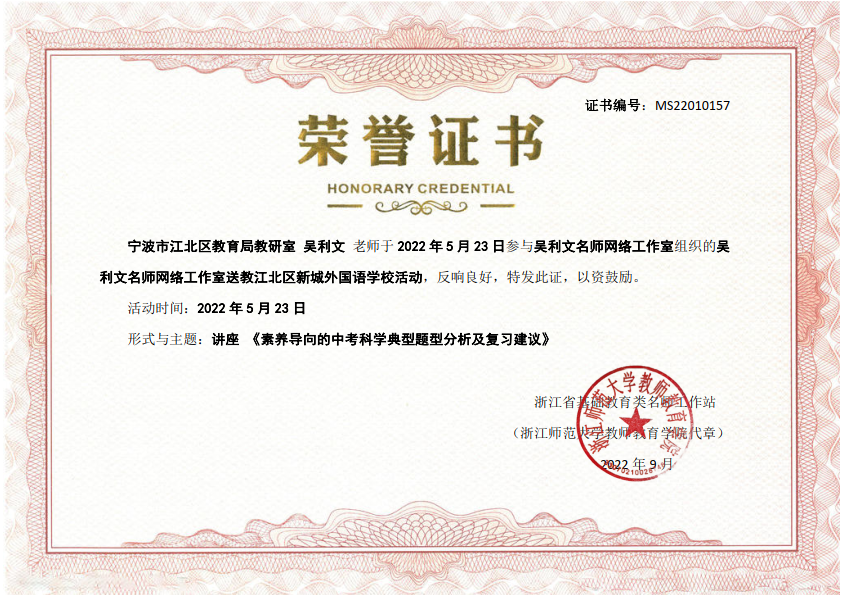 证书编号：MS22010157
荣誉证书
HONORARY CREDENTIAL
宁波市江北区教育局教研室 吴利文 老师于 2022 年 5 月 23 日参与吴利文名师网络工作室组织的吴
利文名师网络工作室送教江北区新城外国语学校活动，反响良好，特发此证，以资鼓励。
活动时间：2022 年 5 月 23 日
形式与主题：讲座 《素养导向的中考科学典型题型分析及复习建议》
浙江省基础教育类名师工作站
（浙江师范大学教师教育学院代章）
2022 年 9 月
浙江师范大学教师教育学院